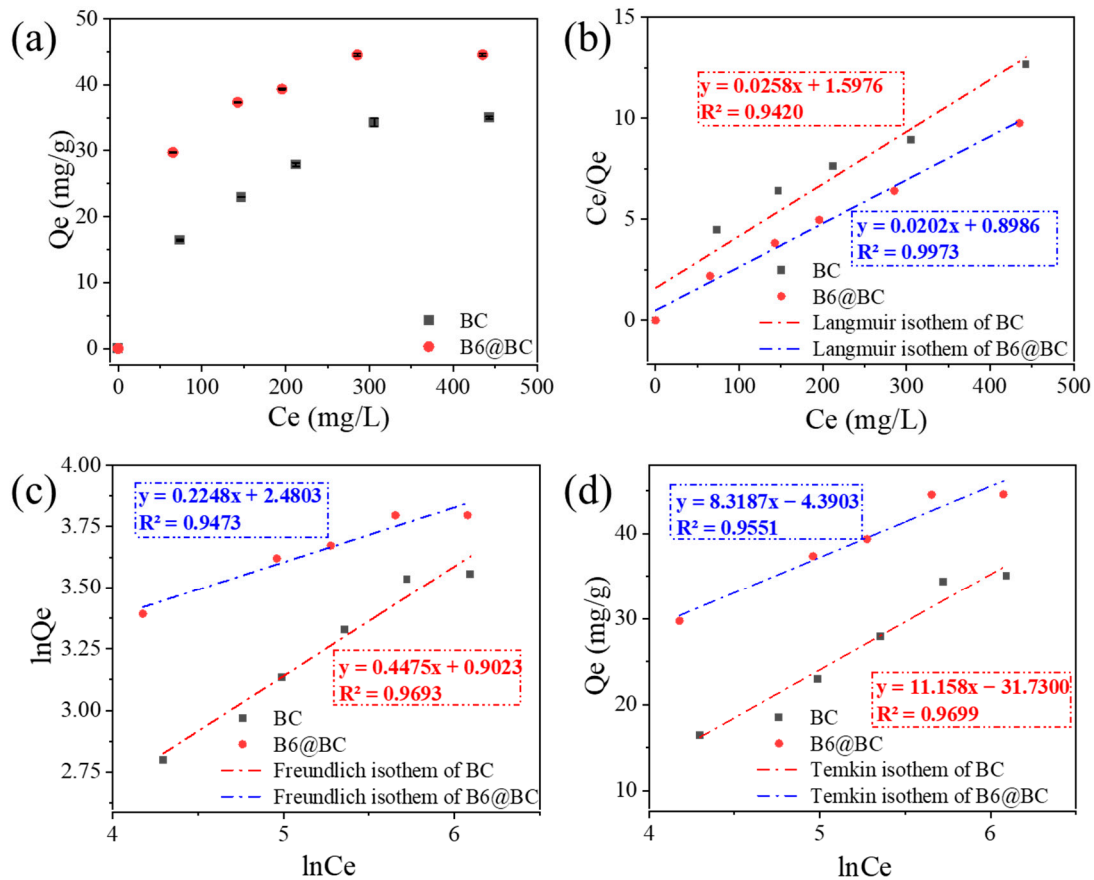 (a)
50
40
30
20
10
0
Qe (mg/g)
BC
B6@BC
0 100 200 300 400 500
Ce (mg/L)
(b)
15
10
5
0
Ce/Qe
y = 0.0258x + 1.5976
R² = 0.9420
y = 0.0202x + 0.8986
R² = 0.9973
BC
B6@BC
Langmuir isothem of BC
Langmuir isothem of B6@BC
0 100 200 300 400 500
Ce (mg/L)
(c)
4.00
3.75
3.50
3.25
3.00
2.75
lnQe
y = 0.2248x + 2.4803
R² = 0.9473
y = 0.4475x + 0.9023
R² = 0.9693
BC
B6@BC
Freundlich isothem of BC
Freundlich isothem of B6@BC
4 5 6
lnCe
(d)
40
30
20
10
Qe (mg/g)
y = 8.3187x − 4.3903
R² = 0.9551
y = 11.158x − 31.7300
R² = 0.9699
BC
B6@BC
Temkin isothem of BC
Temkin isothem of B6@BC
4 5 6
lnCe